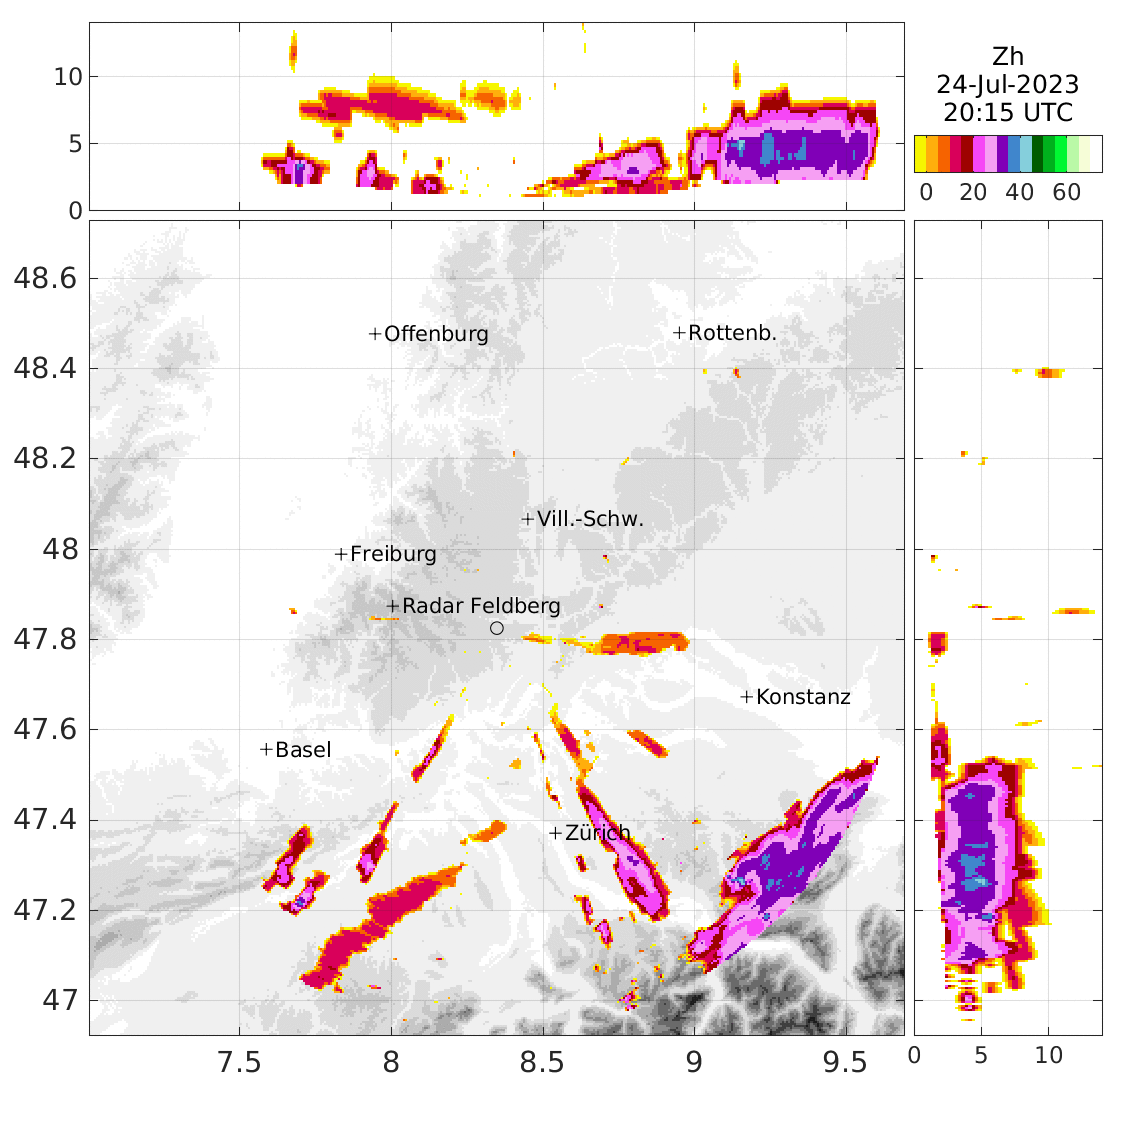 10
5
0
Zh
24-Jul-2023
20:15 UTC
0 20 40 60
48.6
48.4
48.2
48
47.8
47.6
47.4
47.2
47
Offenburg
Rottenb.
Vill.-Schw.
Freiburg
Radar Feldberg
Konstanz
Basel
Zürich
7.5 8 8.5 9 9.5
0 5 10